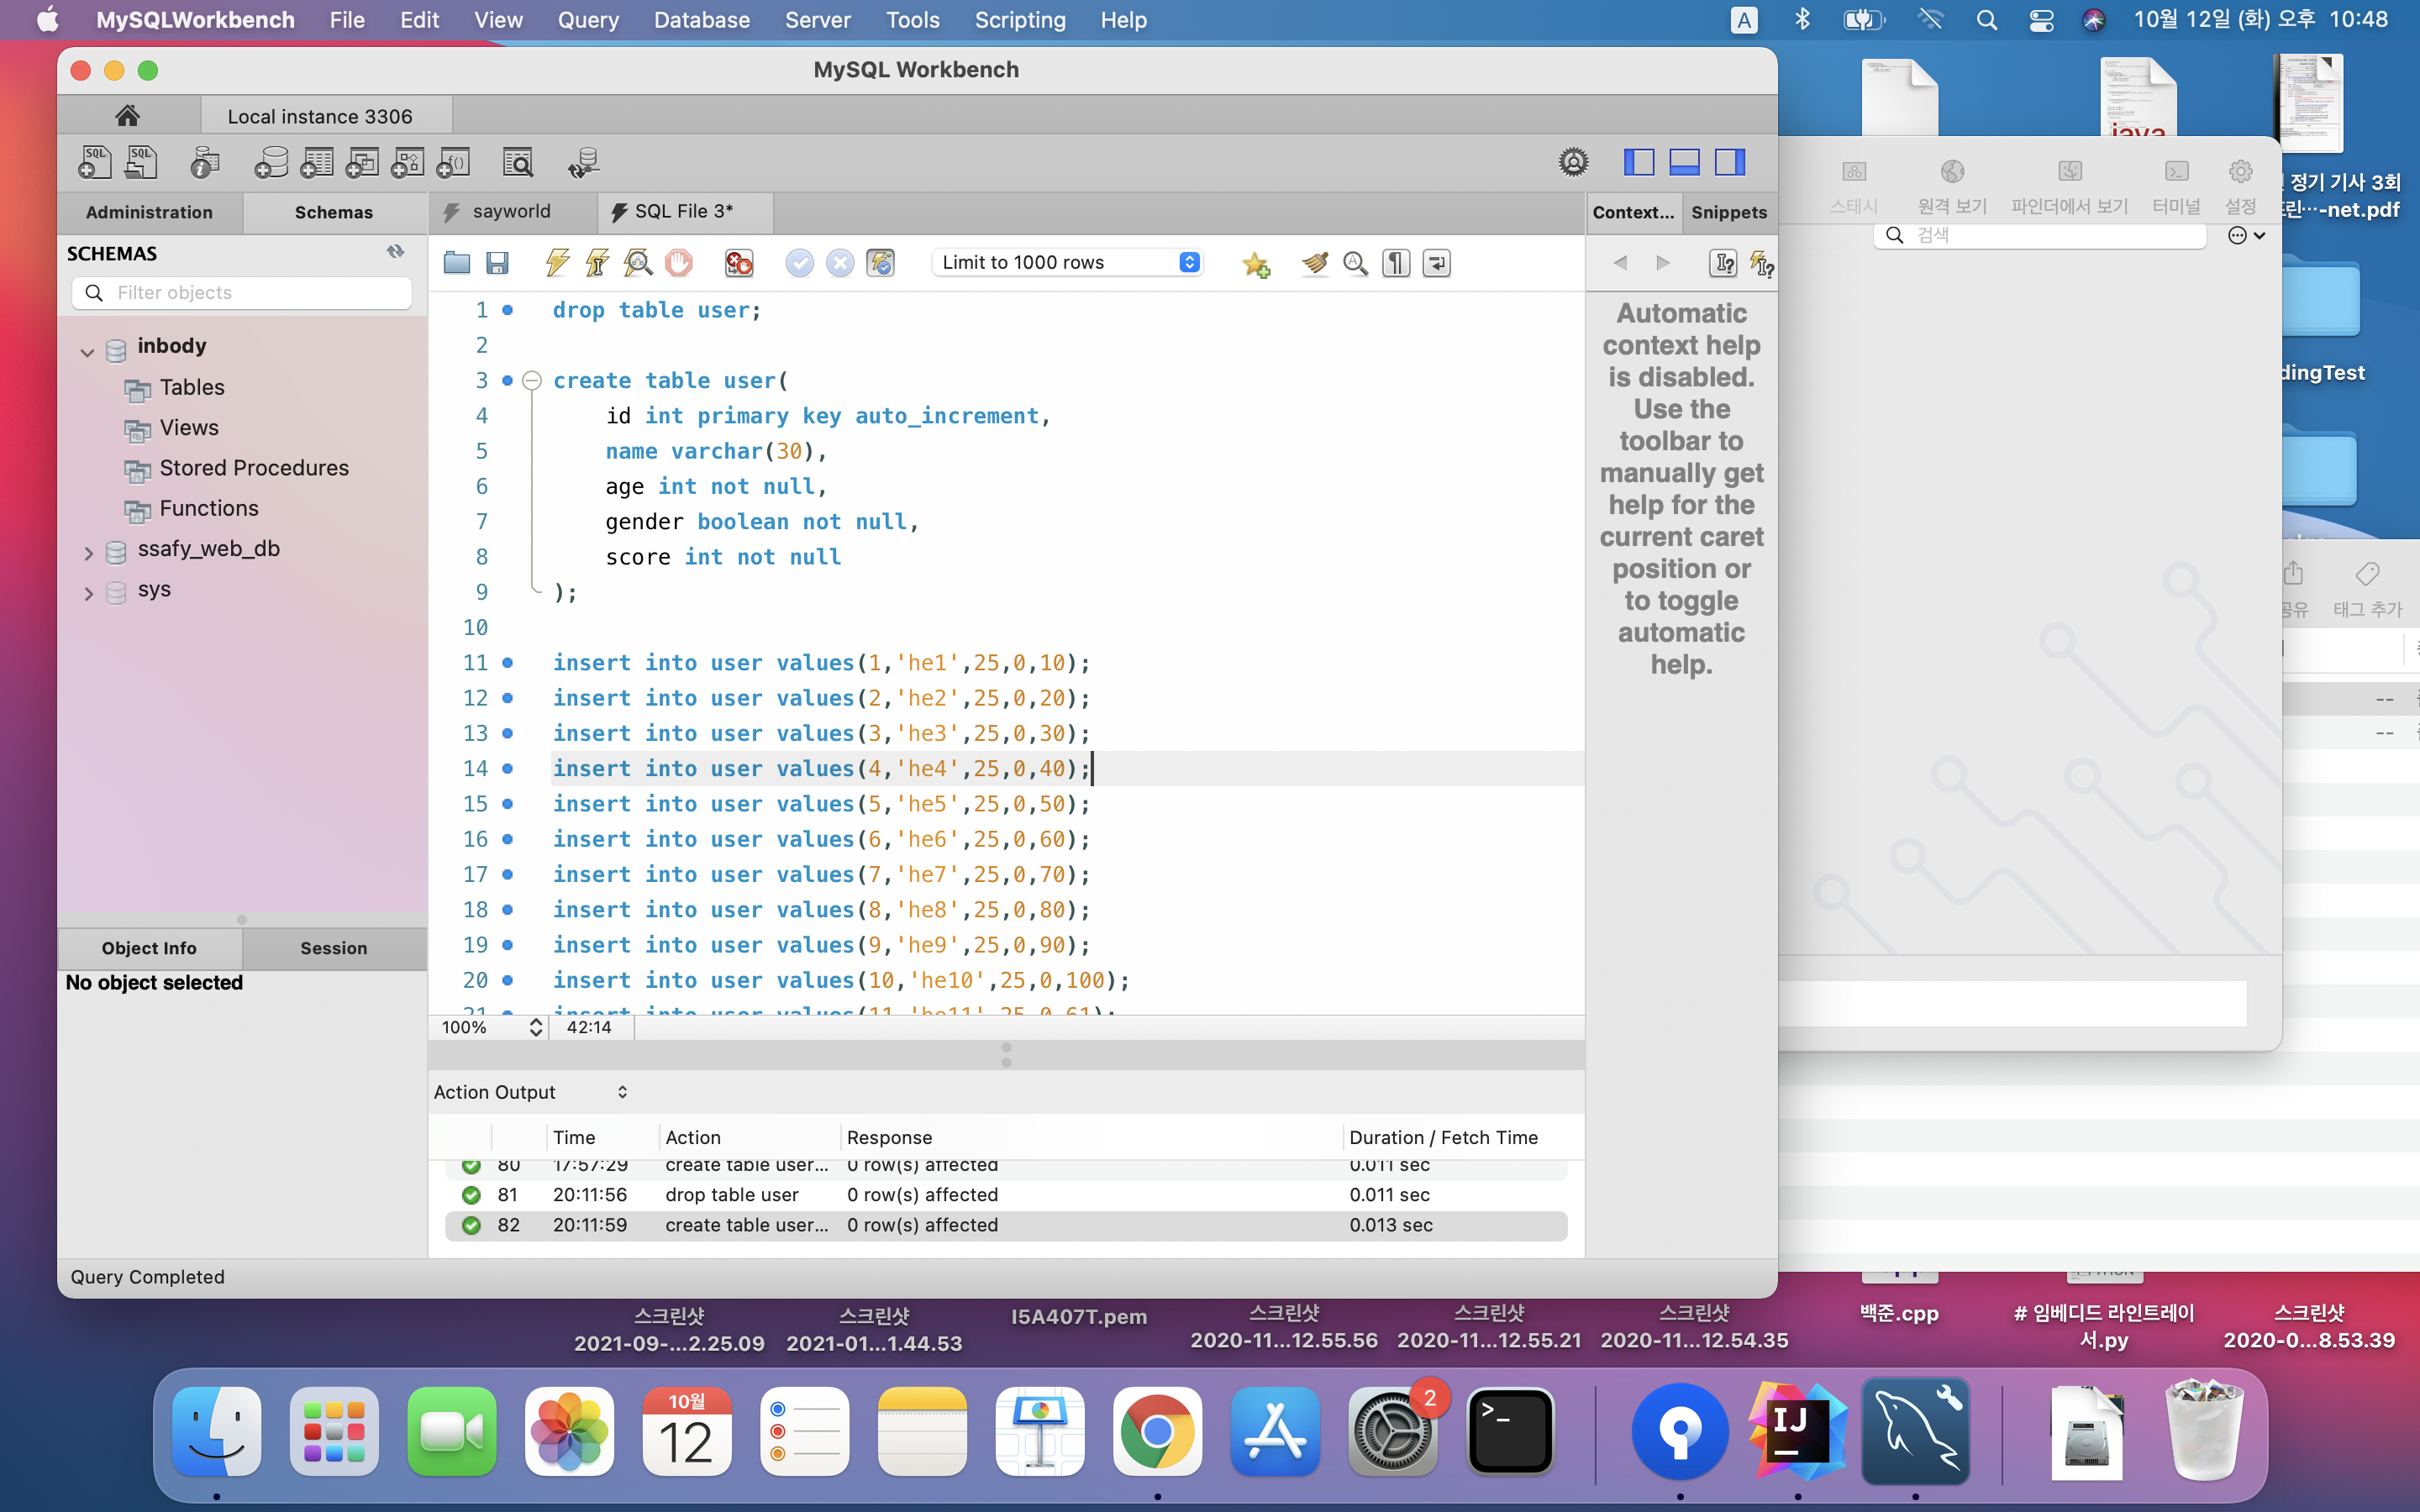 MySQLWorkbench File Edit View Query Database Server Tools Scripting Help
A
10월 12일 (화) 오후 10:48
MySQL Workbench
Local instance 3306
SQL
SQL
Administration
Schemas
sayworld
SQL File 3*
Context...
Snippets
SCHEMAS
Filter objects
Limit to 1000 rows
inbody
Tables
Views
Stored Procedures
Functions
ssafy_web_db
sys
1 drop table user;
2
3 create table user(
4 id int primary key auto_increment,
5 name varchar(30),
6 age int not null,
7 gender boolean not null,
8 score int not null
9 );
10
11 insert into user values(1,'he1',25,0,10);
12 insert into user values(2,'he2',25,0,20);
13 insert into user values(3,'he3',25,0,30);
14 insert into user values(4,'he4',25,0,40);
15 insert into user values(5,'he5',25,0,50);
16 insert into user values(6,'he6',25,0,60);
17 insert into user values(7,'he7',25,0,70);
18 insert into user values(8,'he8',25,0,80);
19 insert into user values(9,'he9',25,0,90);
20 insert into user values(10,'he10',25,0,100);
21 insert into user values(11,'he11',25,0,61);
Automatic
context help
is disabled.
Use the
toolbar to
manually get
help for the
current caret
position or
to toggle
automatic
help.
Object Info
Session
No object selected
100%
42:14
Action Output
Time Action Response Duration / Fetch Time
80 17:57:29 create table user... 0 row(s) affected 0.011 sec
81 20:11:56 drop table user 0 row(s) affected 0.011 sec
82 20:11:59 create table user... 0 row(s) affected 0.013 sec
Query Completed
java
정기 기사 3회
-net.pdf
스태시
원격 보기
파인더에서 보기
터미널
설정
검색
dingTest
공유
태그 추가
--
--
스크린샷
2021-09-...2.25.09
스크린샷
2021-01...1.44.53
I5A407T.pem
스크린샷
2020-11...12.55.56
스크린샷
2020-11...12.55.21
스크린샷
2020-11...12.54.35
백준.cpp
# 임베디드 라인트레이
서.py
스크린샷
2020-0...8.53.39
10월
12
2
>_
IJ